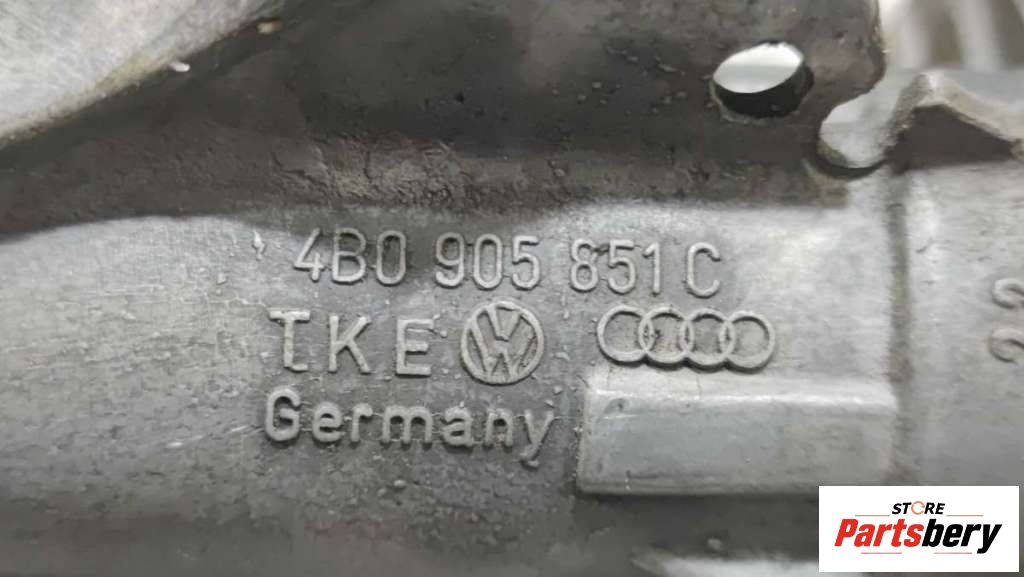 4B0 905 851 C
TKE
Germany
STORE
Partsbery